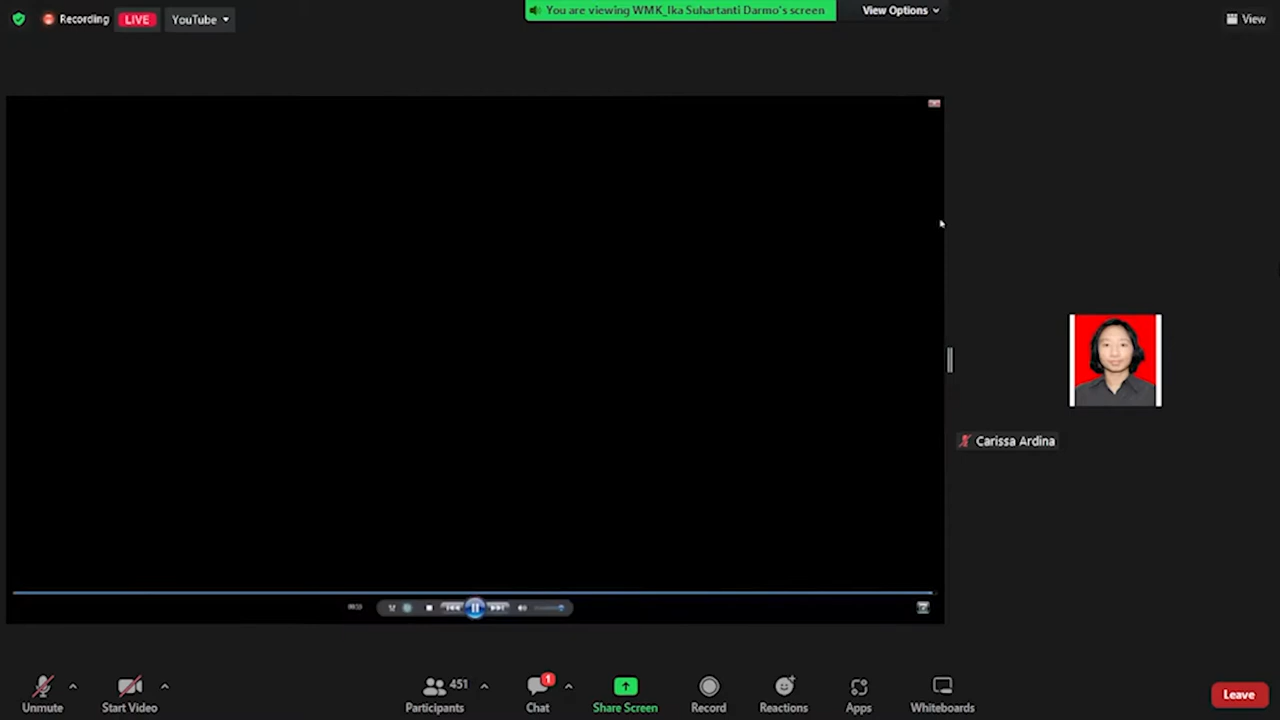 Recording
LIVE
YouTube
You are viewing WMK_Ika Suhartanti Darmo's screen
View Options
View
Carissa Ardina
Unmute
Start Video
451
Participants
1
Chat
Share Screen
Record
Reactions
Apps
Whiteboards
Leave